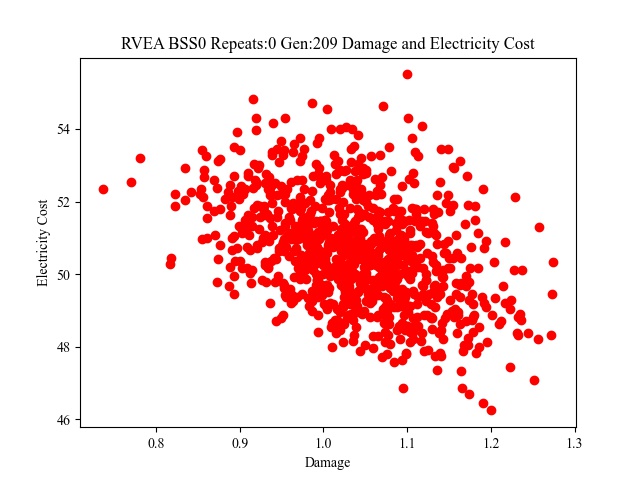 RVEA BSS0 Repeats:0 Gen:209 Damage and Electricity Cost
54
52
50
48
46
Electricity Cost
0.8 0.9 1.0 1.1 1.2 1.3
Damage